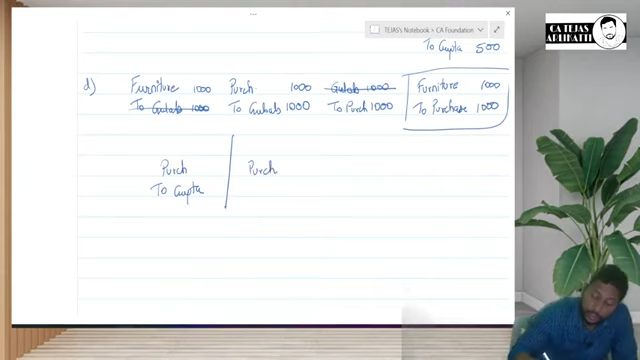 TEJAS's Notebook > CA Foundation
CA TEJAS
ARLIKATTI
To Gupta 500
d) Furniture 1000 Purch. 1000 Gulab 1000 Furniture 1000
To Gulab 1000 To Gulab 1000 To Purch 1000 To Purchase 1000
Purch Purch
To Gupta